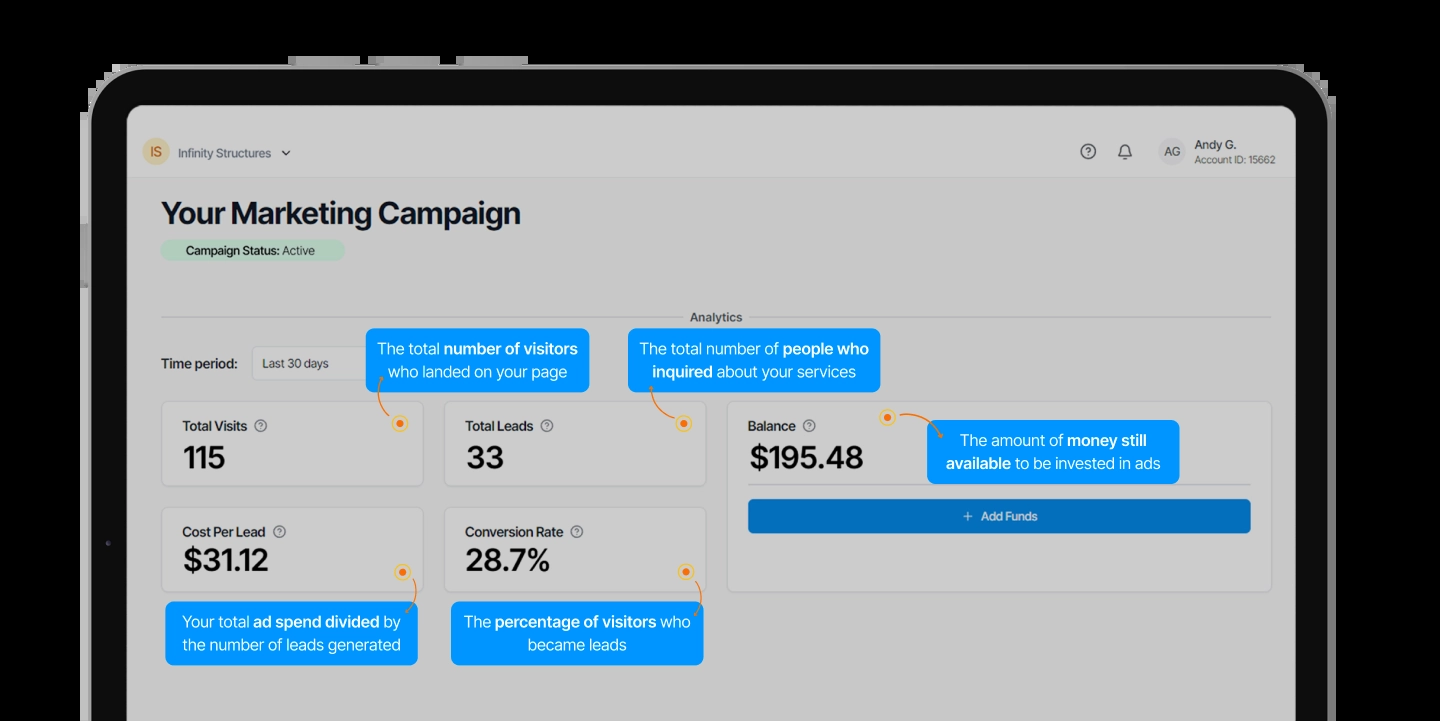 IS Infinity Structures
AG
Andy G.
Account ID: 15662
Your Marketing Campaign
Campaign Status: Active
Analytics
Time period:
Last 30 days
The total number of visitors
who landed on your page
The total number of people who
inquired about your services
Total Visits
115
Total Leads
33
Balance
$195.48
The amount of money still
available to be invested in ads
+ Add Funds
Cost Per Lead
$31.12
Conversion Rate
28.7%
Your total ad spend divided by
the number of leads generated
The percentage of visitors who
became leads